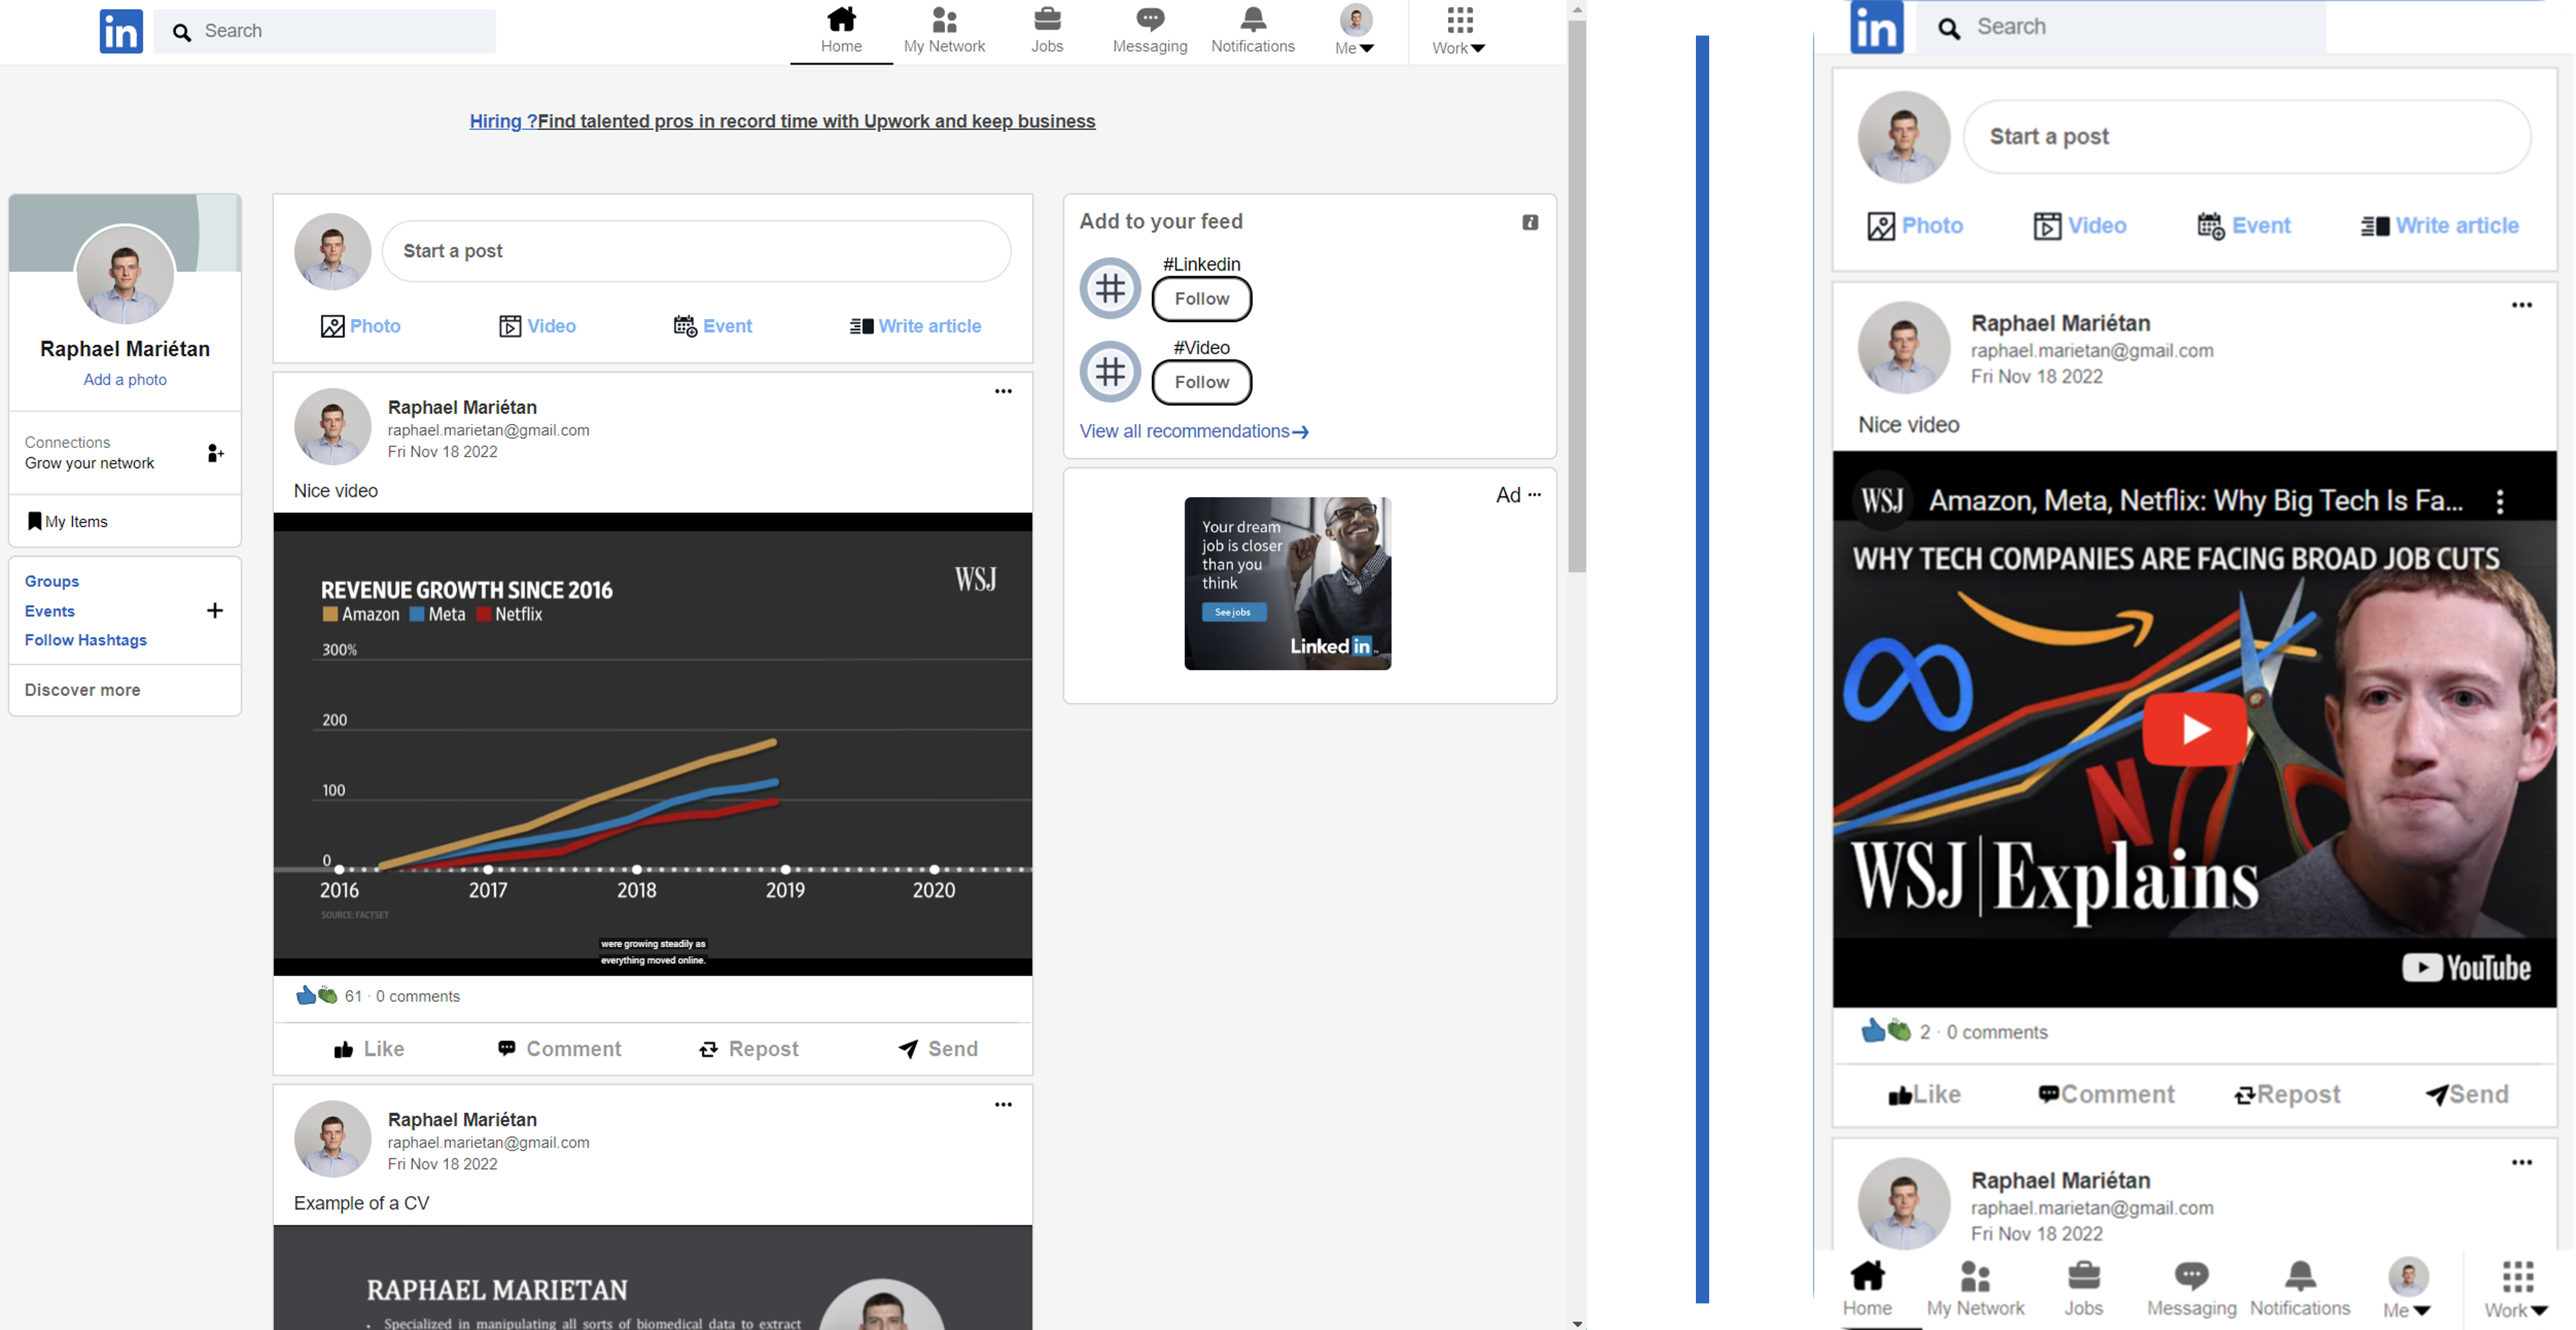 in Search
Home My Network Jobs Messaging Notifications Me Work
Hiring ?Find talented pros in record time with Upwork and keep business
Raphael Mariétan
Add a photo
Connections
Grow your network
My Items
Groups
Events
Follow Hashtags
Discover more
Start a post
Photo Video Event Write article
Raphael Mariétan
raphael.marietan@gmail.com
Fri Nov 18 2022
Nice video
REVENUE GROWTH SINCE 2016
WSJ
Amazon Meta Netflix
300%
200
100
0
2016 2017 2018 2019 2020
SOURCE: FACTSET
were growing steadily as
everything moved online.
61 · 0 comments
Like Comment Repost Send
Raphael Mariétan
raphael.marietan@gmail.com
Fri Nov 18 2022
Example of a CV
RAPHAEL MARIETAN
• Specialized in manipulating all sorts of biomedical data to extract
Add to your feed
#Linkedin
Follow
#Video
Follow
View all recommendations→
Ad ...
Your dream
job is closer
than you
think
See jobs
Linked in
in Search
Start a post
Photo Video Event Write article
Raphael Mariétan
raphael.marietan@gmail.com
Fri Nov 18 2022
Nice video
WSJ Amazon, Meta, Netflix: Why Big Tech Is Fa...
WHY TECH COMPANIES ARE FACING BROAD JOB CUTS
WSJ|Explains
YouTube
2 · 0 comments
Like Comment Repost Send
Raphael Mariétan
raphael.marietan@gmail.com
Fri Nov 18 2022
Home My Network Jobs Messaging Notifications Me Work